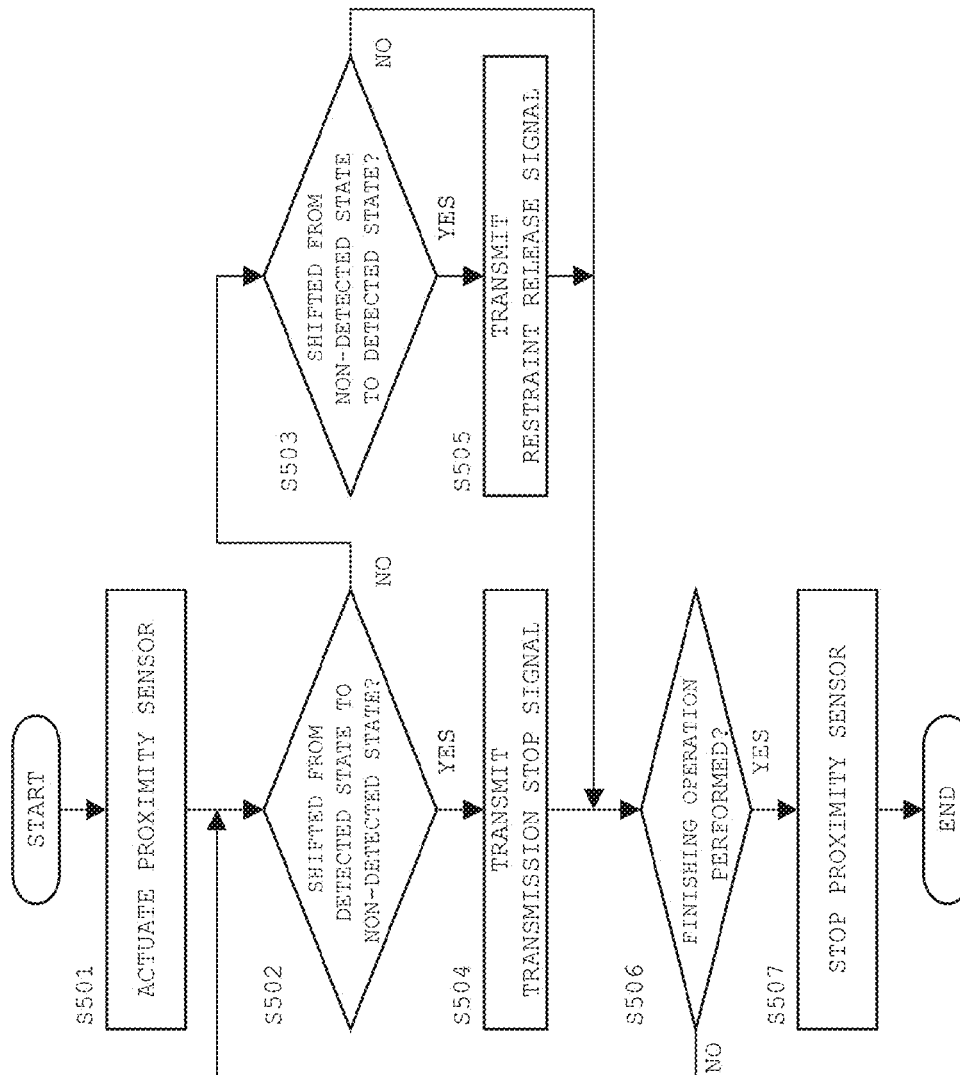 START
S501
ACTUATE PROXIMITY SENSOR
S502
SHIFTED FROM
DETECTED STATE TO
NON-DETECTED STATE?
NO
YES
S503
SHIFTED FROM
NON-DETECTED STATE
TO DETECTED STATE?
NO
YES
S504
TRANSMIT
TRANSMISSION STOP SIGNAL
S505
TRANSMIT
RESTRAINT RELEASE SIGNAL
S506
FINISHING OPERATION
PERFORMED?
NO
YES
S507
STOP PROXIMITY SENSOR
END